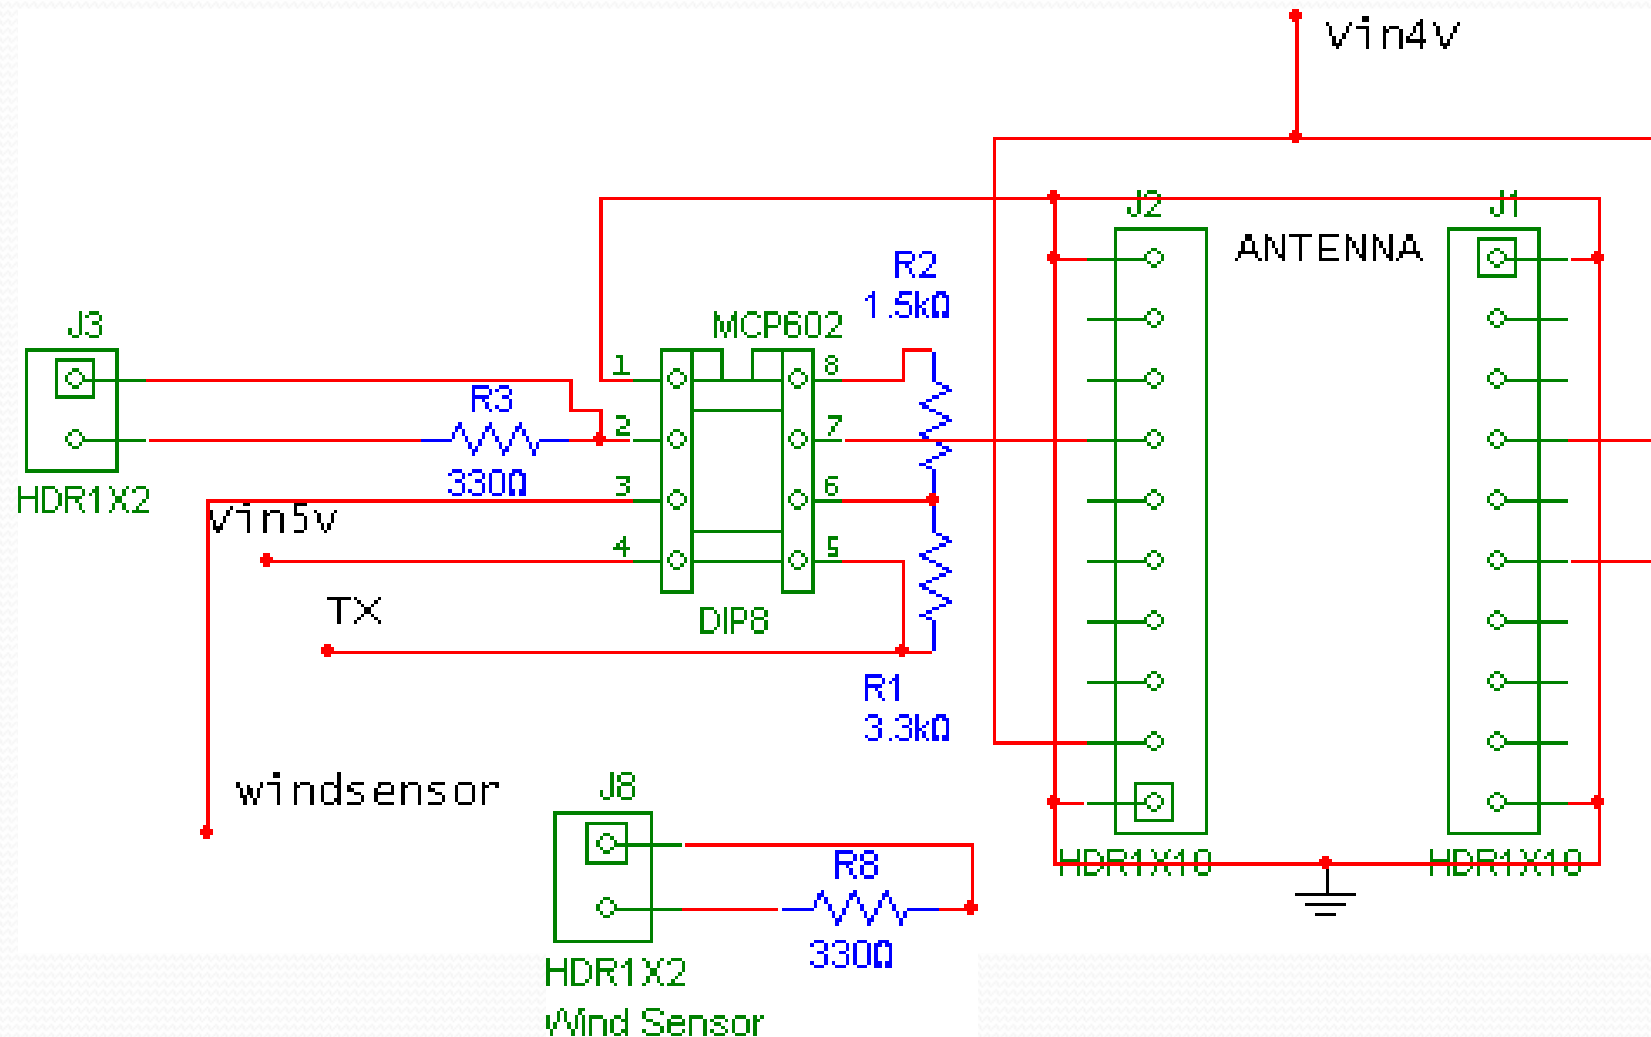 Vin4V
J2
J1
ANTENNA
R2
1.5kΩ
J3
MCP602
1
8
R3
2
7
330Ω
3
6
HDR1X2
Vin5v
4
5
TX
DIP8
R1
3.3kΩ
windsensor
J8
R8
HDR1X10
HDR1X10
330Ω
HDR1X2
Wind Sensor